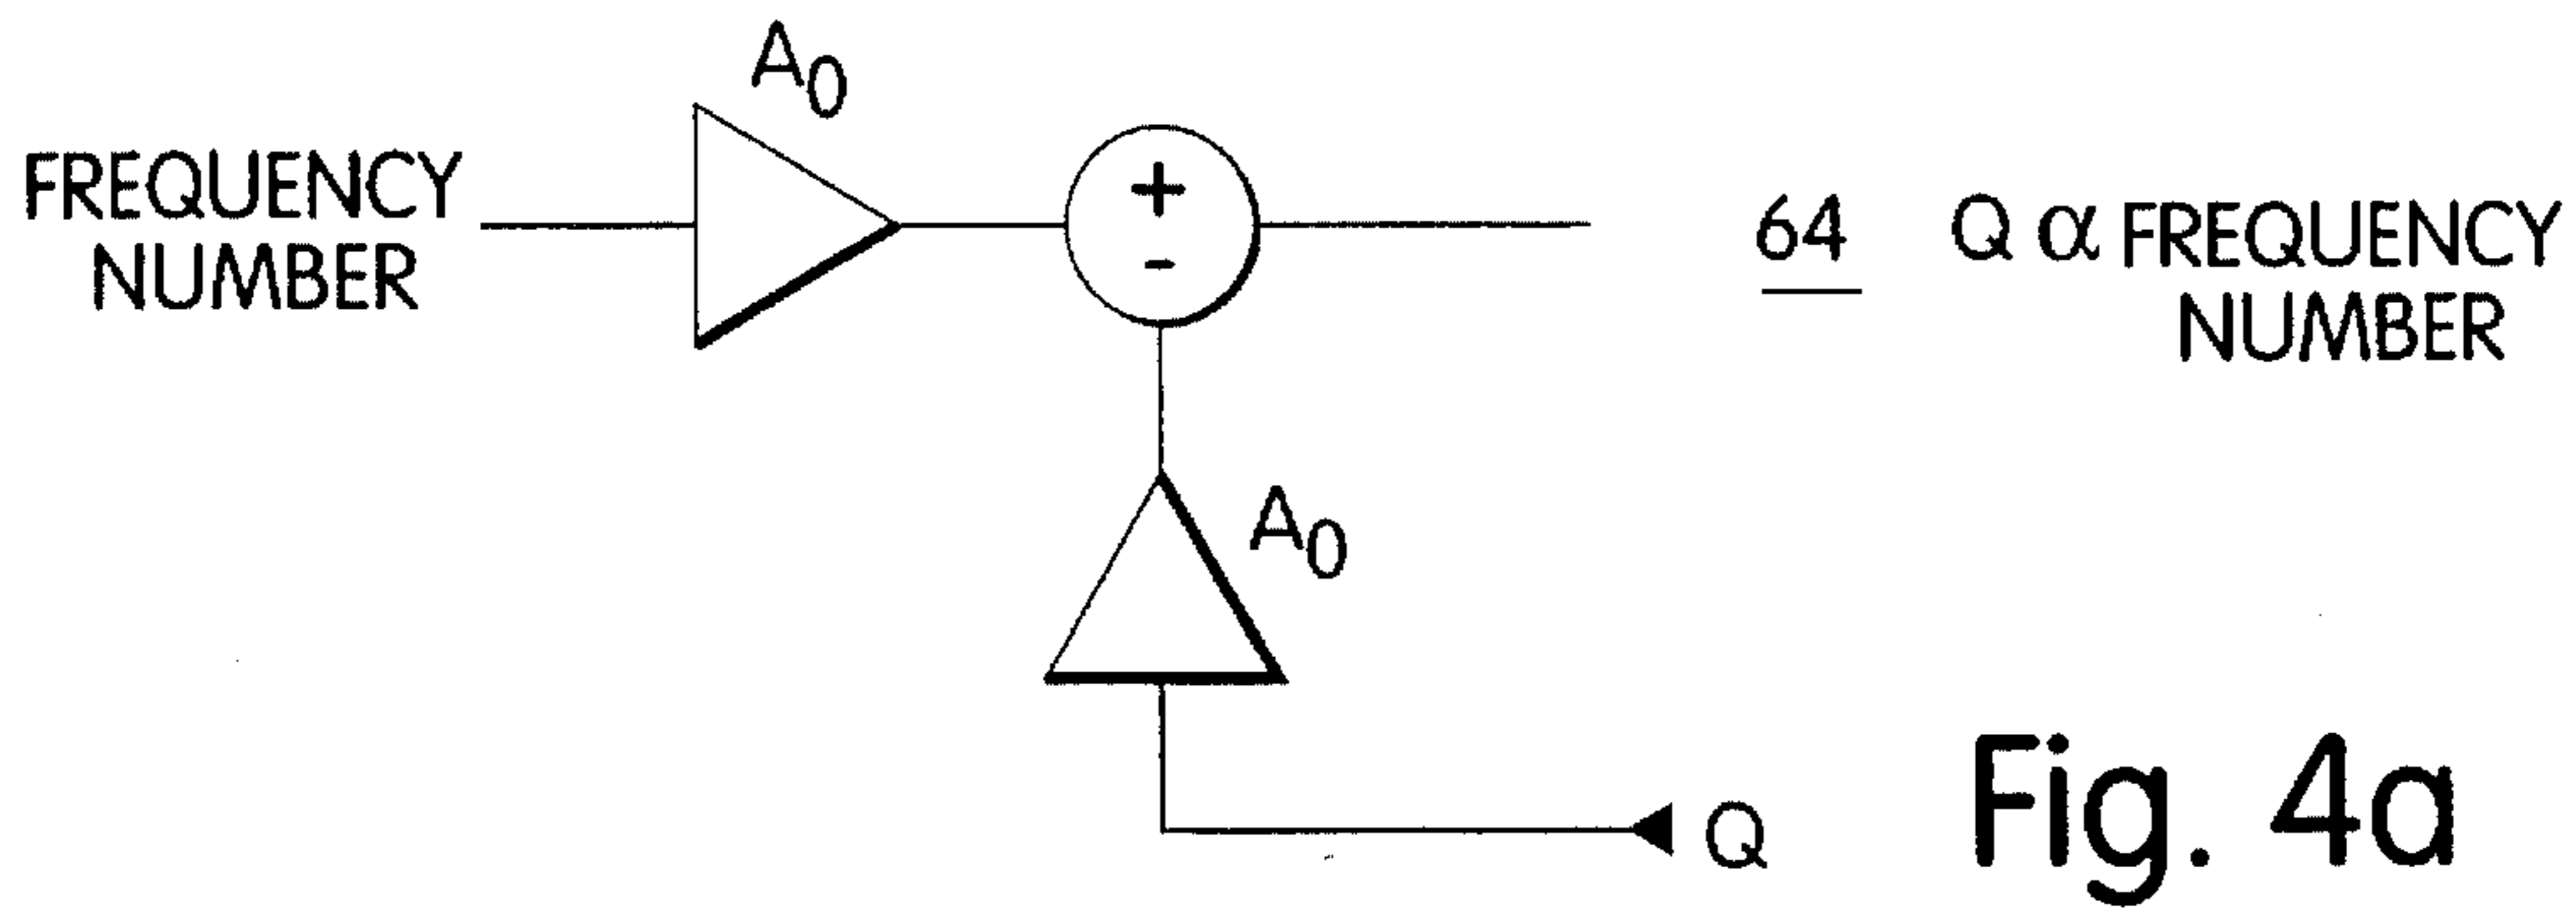 A0
FREQUENCY
NUMBER
+
-
64 Q α FREQUENCY
NUMBER
A0
Q
Fig. 4a